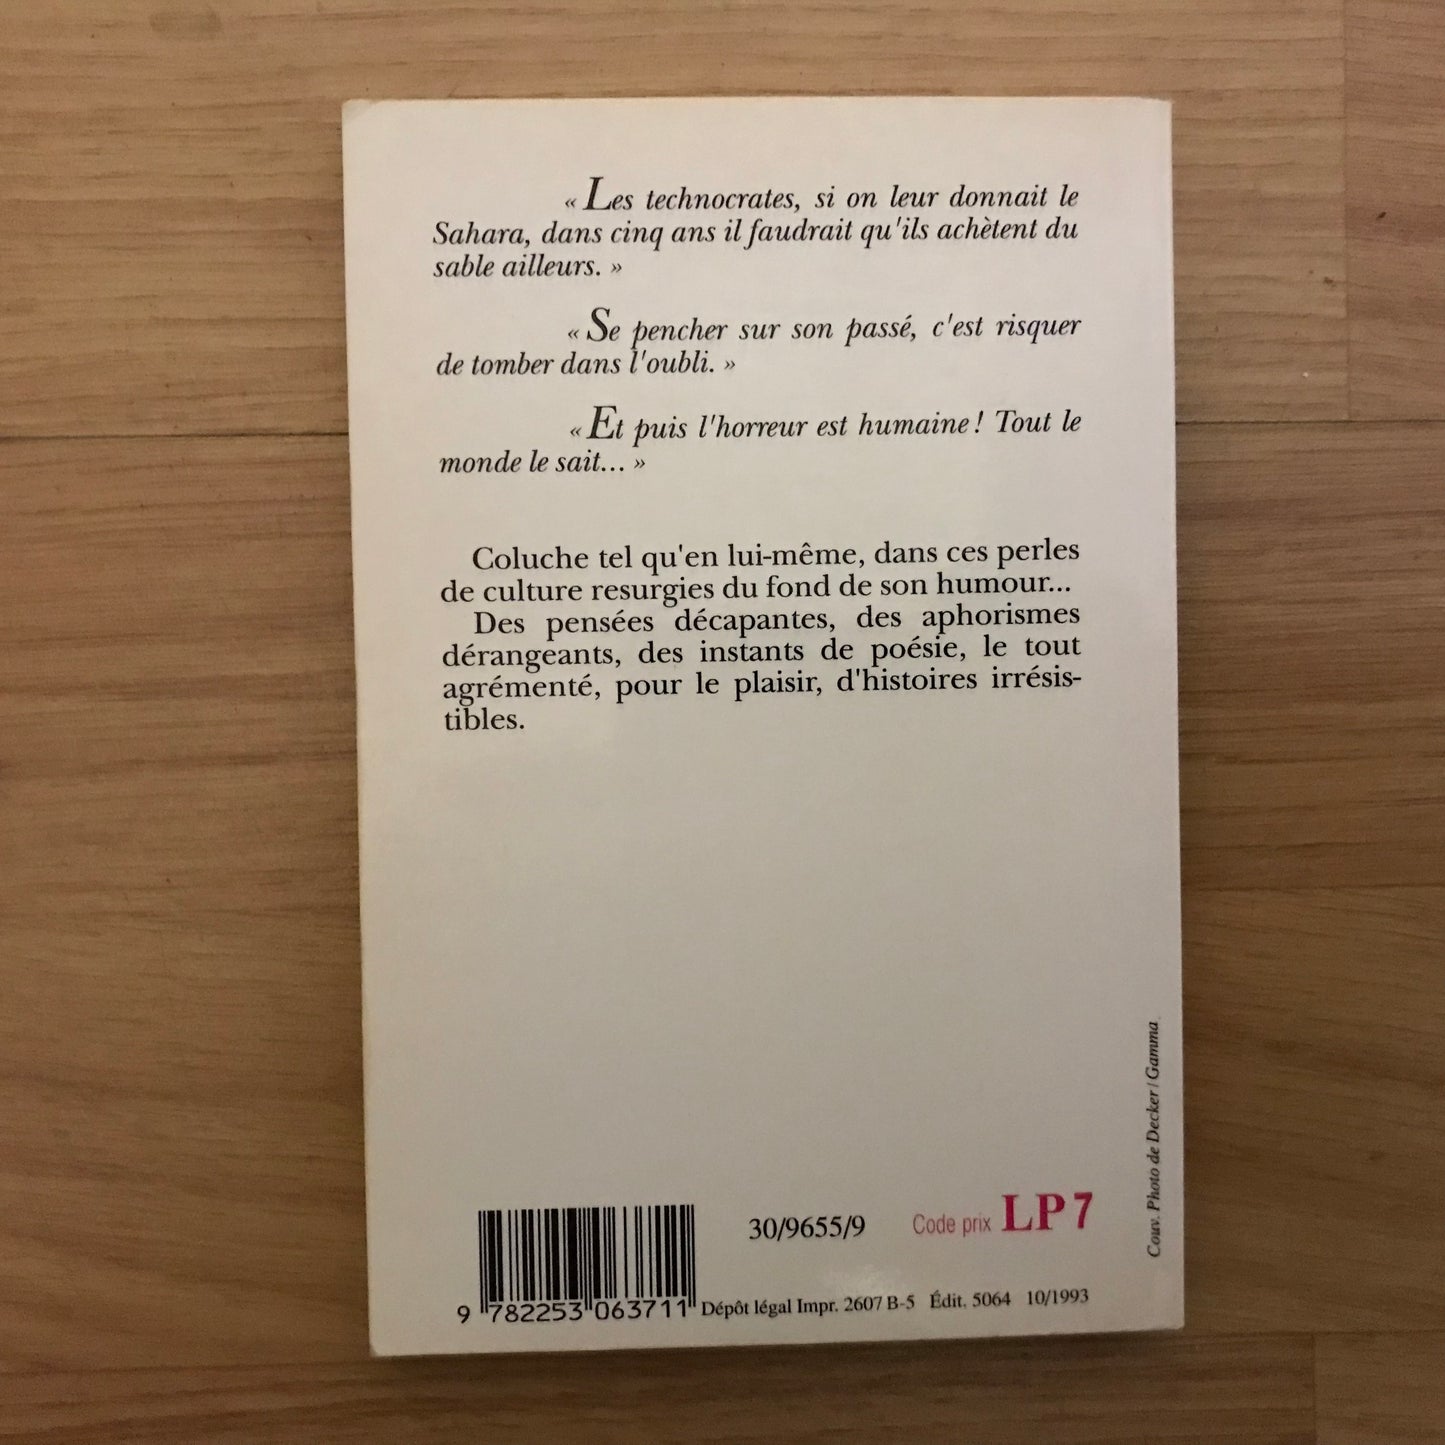 « Les technocrates, si on leur donnait le
Sahara, dans cinq ans il faudrait qu'ils achètent du
sable ailleurs. »
« Se pencher sur son passé, c'est risquer
de tomber dans l'oubli. »
« Et puis l'horreur est humaine ! Tout le
monde le sait... »
Coluche tel qu'en lui-même, dans ces perles
de culture resurgies du fond de son humour...
Des pensées décapantes, des aphorismes
dérangeants, des instants de poésie, le tout
agrémenté, pour le plaisir, d'histoires irrésis-
tibles.
Couv. Photo de Decker / Gamma.
30/9655/9
Code prix LP 7
9 782253 063711
Dépôt légal Impr. 2607 B-5 Édit. 5064 10/1993